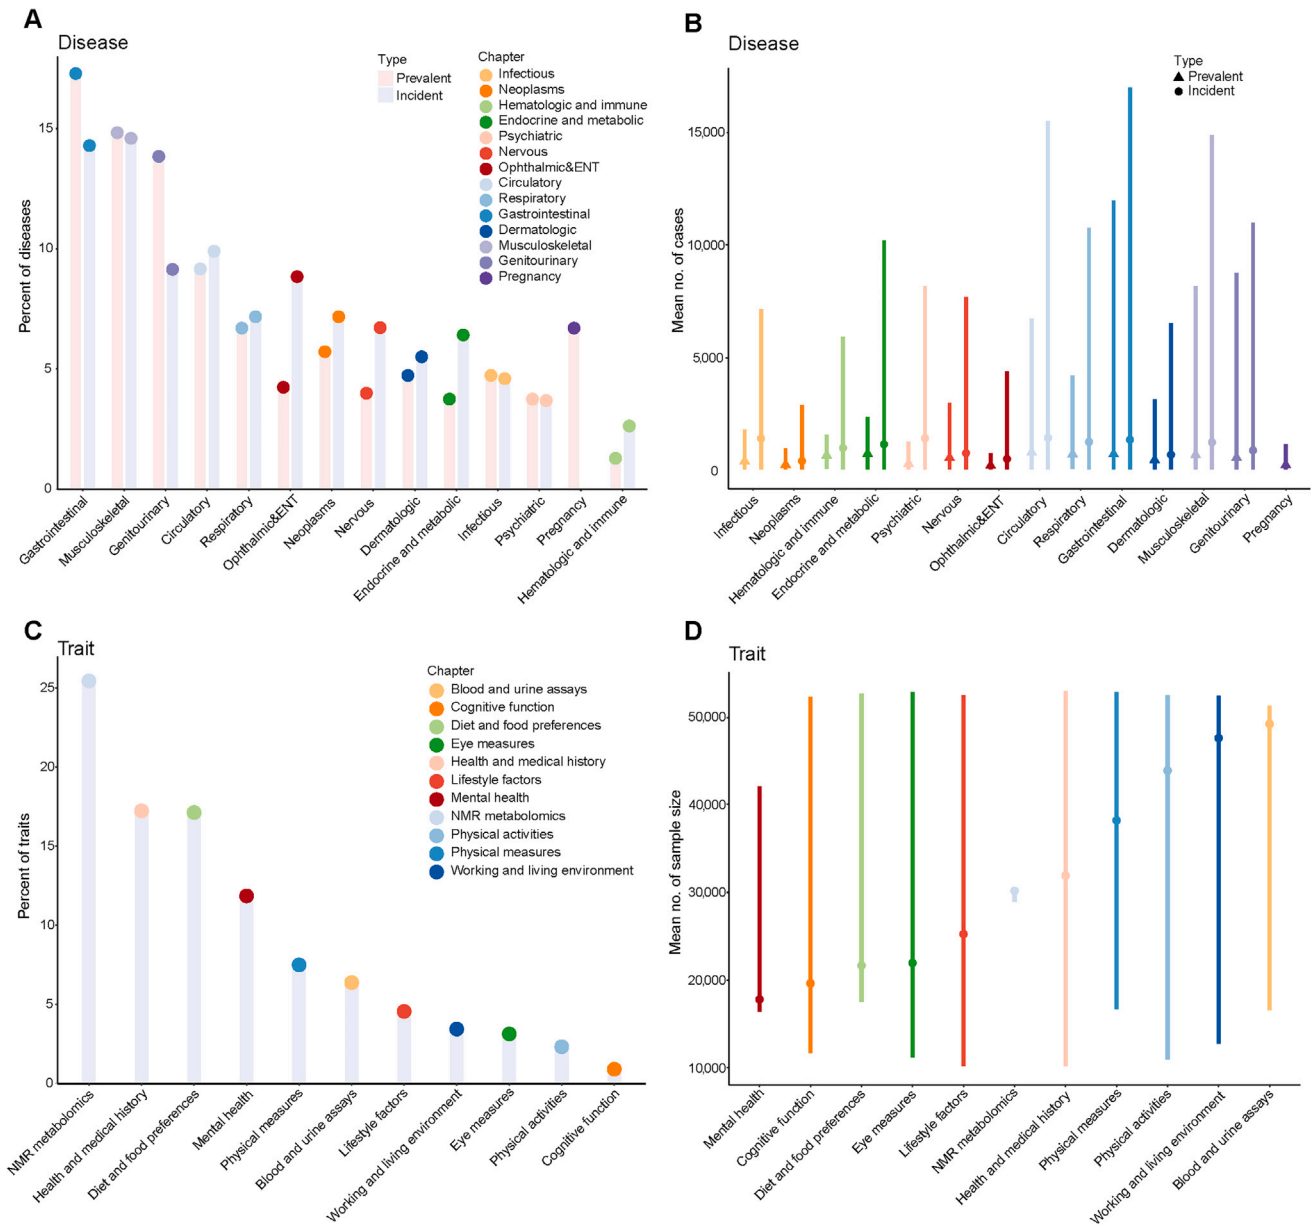 A
Disease
Percent of diseases
15
10
5
0
Type
Prevalent
Incident
Chapter
Infectious
Neoplasms
Hematologic and immune
Endocrine and metabolic
Psychiatric
Nervous
Ophthalmic&ENT
Circulatory
Respiratory
Gastrointestinal
Dermatologic
Musculoskeletal
Genitourinary
Pregnancy
Gastrointestinal
Musculoskeletal
Genitourinary
Circulatory
Respiratory
Ophthalmic&ENT
Neoplasms
Nervous
Dermatologic
Endocrine and metabolic
Infectious
Psychiatric
Pregnancy
Hematologic and immune
B
Disease
Mean no. of cases
15,000
10,000
5,000
0
Type
Prevalent
Incident
Infectious
Neoplasms
Hematologic and immune
Endocrine and metabolic
Psychiatric
Nervous
Ophthalmic&ENT
Circulatory
Respiratory
Gastrointestinal
Dermatologic
Musculoskeletal
Genitourinary
Pregnancy
C
Trait
Percent of traits
25
20
15
10
5
0
Chapter
Blood and urine assays
Cognitive function
Diet and food preferences
Eye measures
Health and medical history
Lifestyle factors
Mental health
NMR metabolomics
Physical activities
Physical measures
Working and living environment
NMR metabolomics
Health and medical history
Diet and food preferences
Mental health
Physical measures
Blood and urine assays
Lifestyle factors
Working and living environment
Eye measures
Physical activities
Cognitive function
D
Trait
Mean no. of sample size
50,000
40,000
30,000
20,000
10,000
Mental health
Cognitive function
Diet and food preferences
Eye measures
Lifestyle factors
NMR metabolomics
Health and medical history
Physical measures
Physical activities
Working and living environment
Blood and urine assays